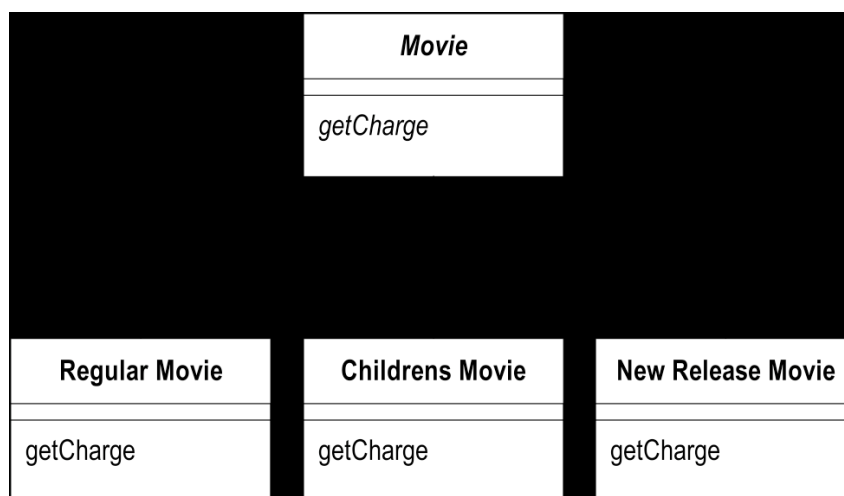 Movie
getCharge
Regular Movie
getCharge
Childrens Movie
getCharge
New Release Movie
getCharge